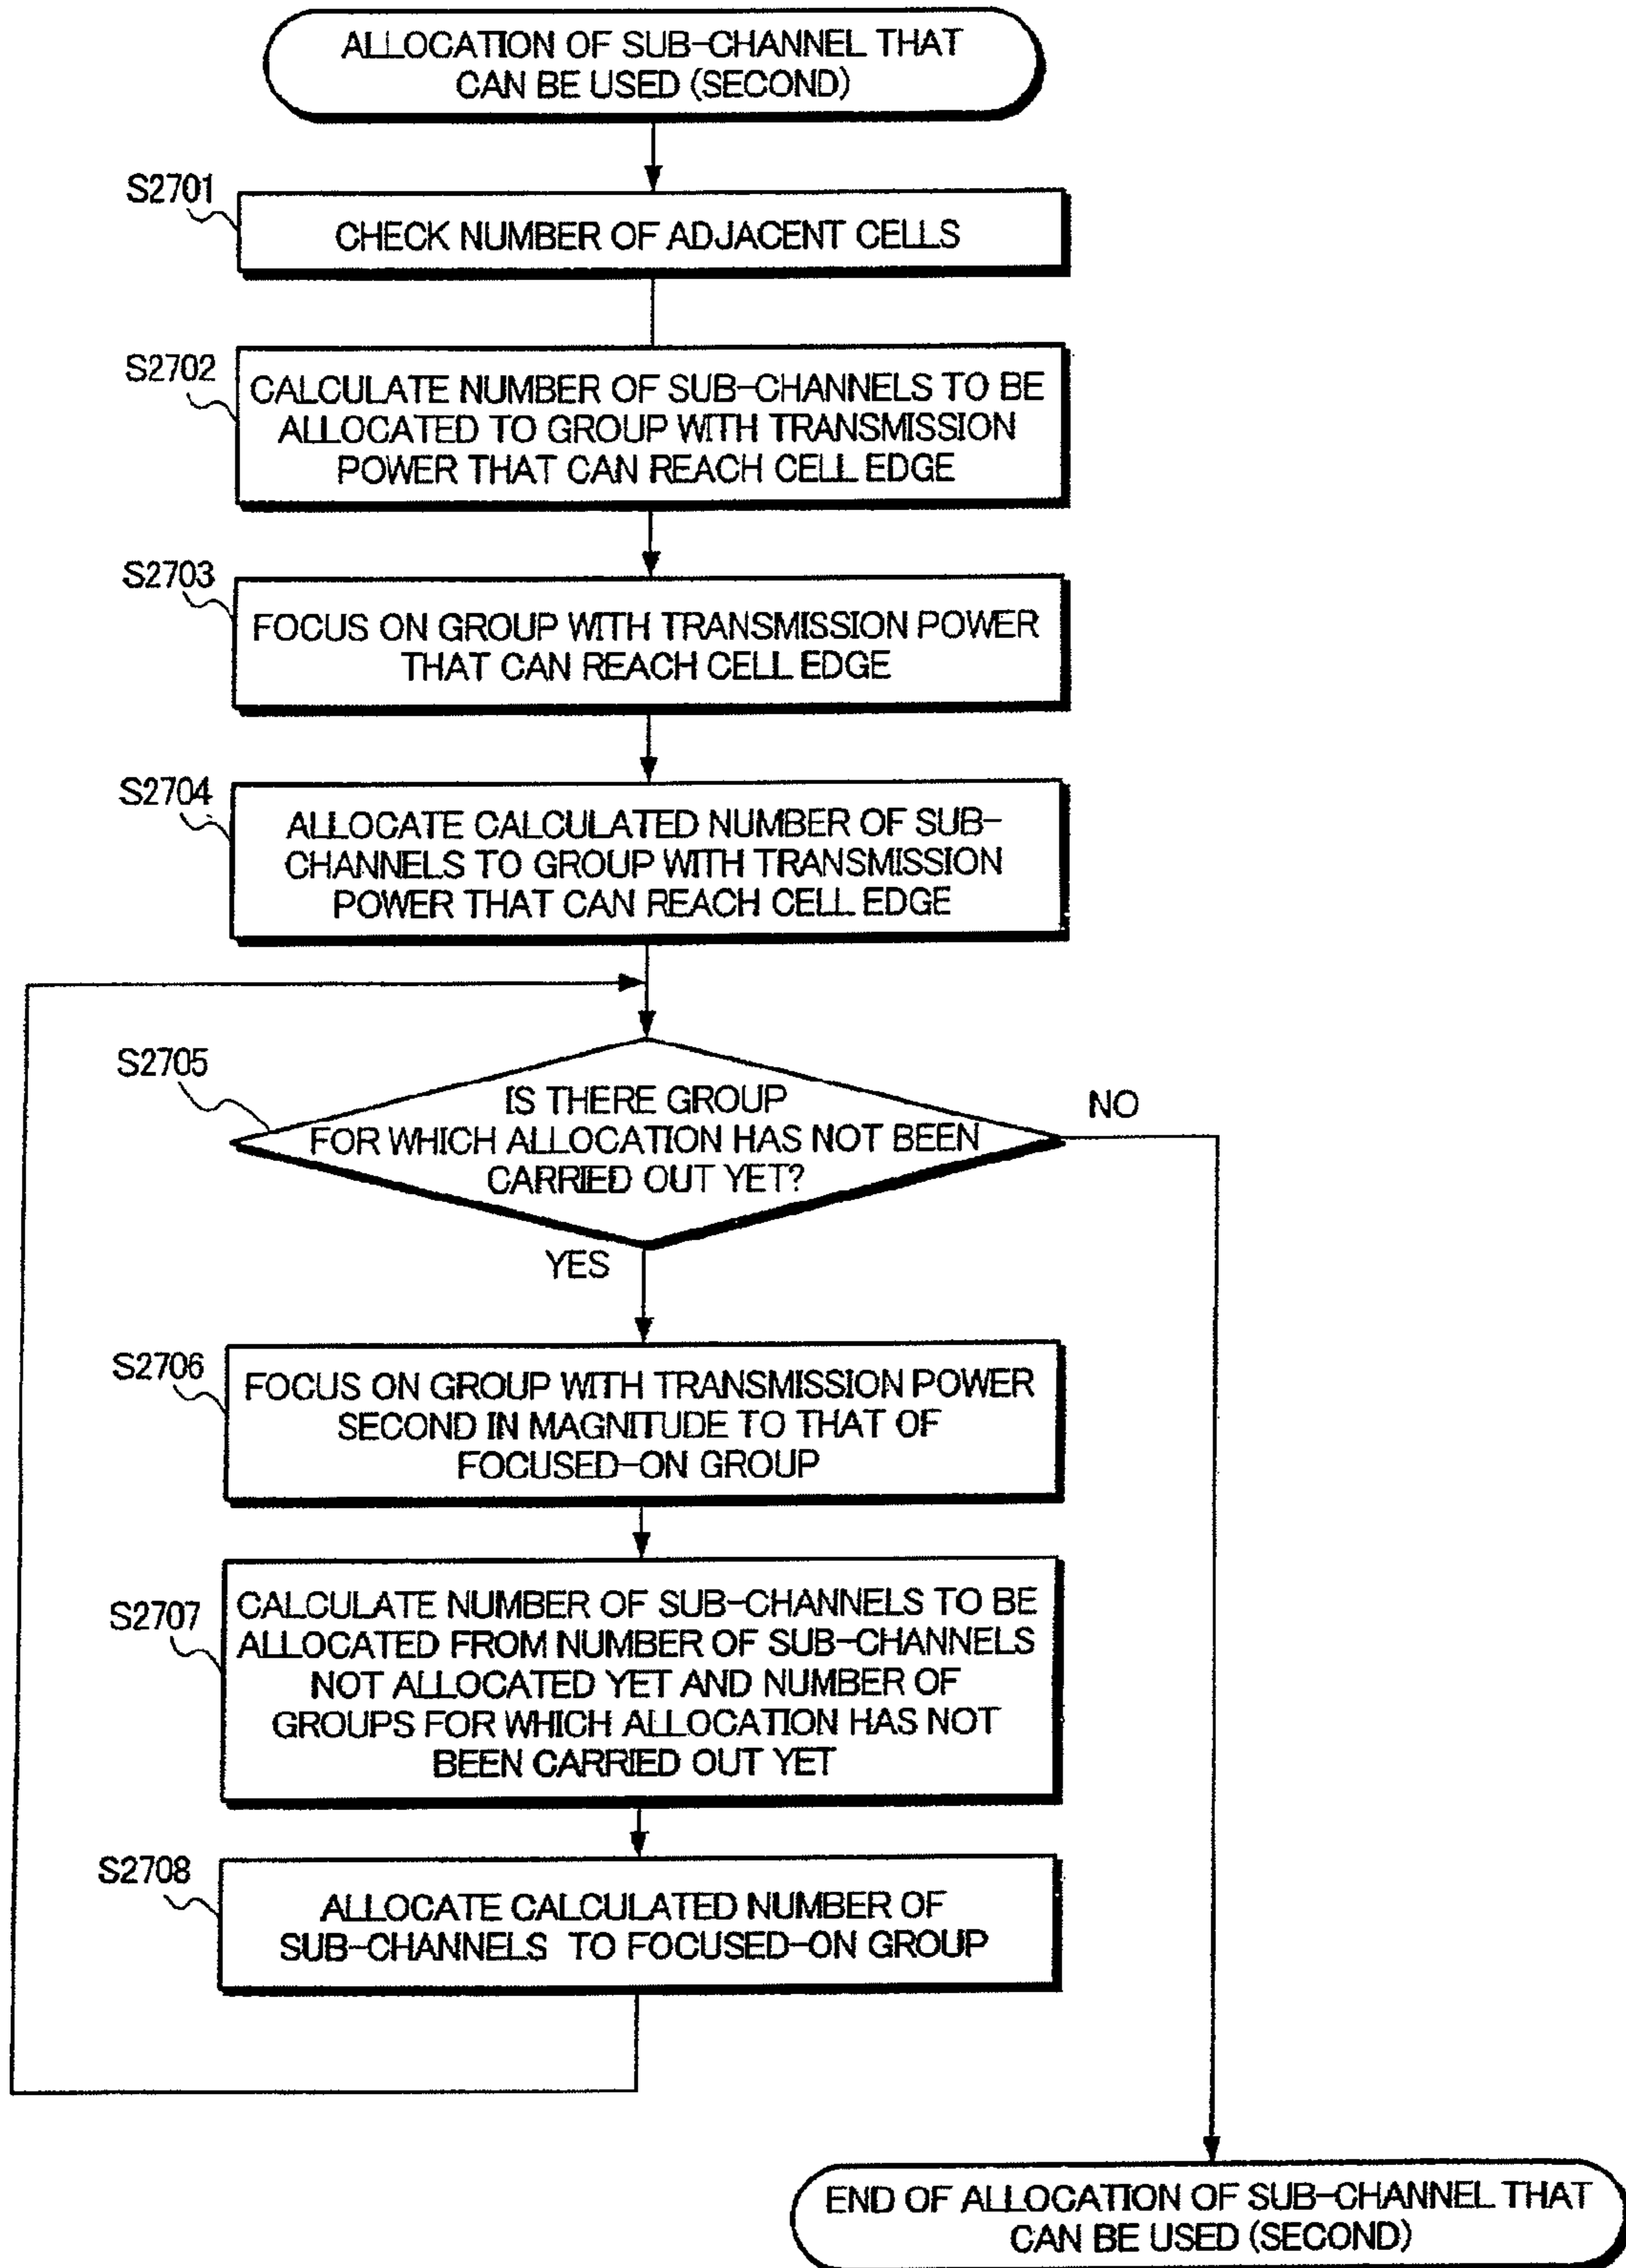 ALLOCATION OF SUB-CHANNEL THAT
CAN BE USED (SECOND)
S2701
CHECK NUMBER OF ADJACENT CELLS
S2702
CALCULATE NUMBER OF SUB-CHANNELS TO BE
ALLOCATED TO GROUP WITH TRANSMISSION
POWER THAT CAN REACH CELL EDGE
S2703
FOCUS ON GROUP WITH TRANSMISSION POWER
THAT CAN REACH CELL EDGE
S2704
ALLOCATE CALCULATED NUMBER OF SUB-
CHANNELS TO GROUP WITH TRANSMISSION
POWER THAT CAN REACH CELL EDGE
S2705
IS THERE GROUP
FOR WHICH ALLOCATION HAS NOT BEEN
CARRIED OUT YET?
NO
YES
S2706
FOCUS ON GROUP WITH TRANSMISSION POWER
SECOND IN MAGNITUDE TO THAT OF
FOCUSED-ON GROUP
S2707
CALCULATE NUMBER OF SUB-CHANNELS TO BE
ALLOCATED FROM NUMBER OF SUB-CHANNELS
NOT ALLOCATED YET AND NUMBER OF
GROUPS FOR WHICH ALLOCATION HAS NOT
BEEN CARRIED OUT YET
S2708
ALLOCATE CALCULATED NUMBER OF
SUB-CHANNELS TO FOCUSED-ON GROUP
END OF ALLOCATION OF SUB-CHANNEL THAT
CAN BE USED (SECOND)